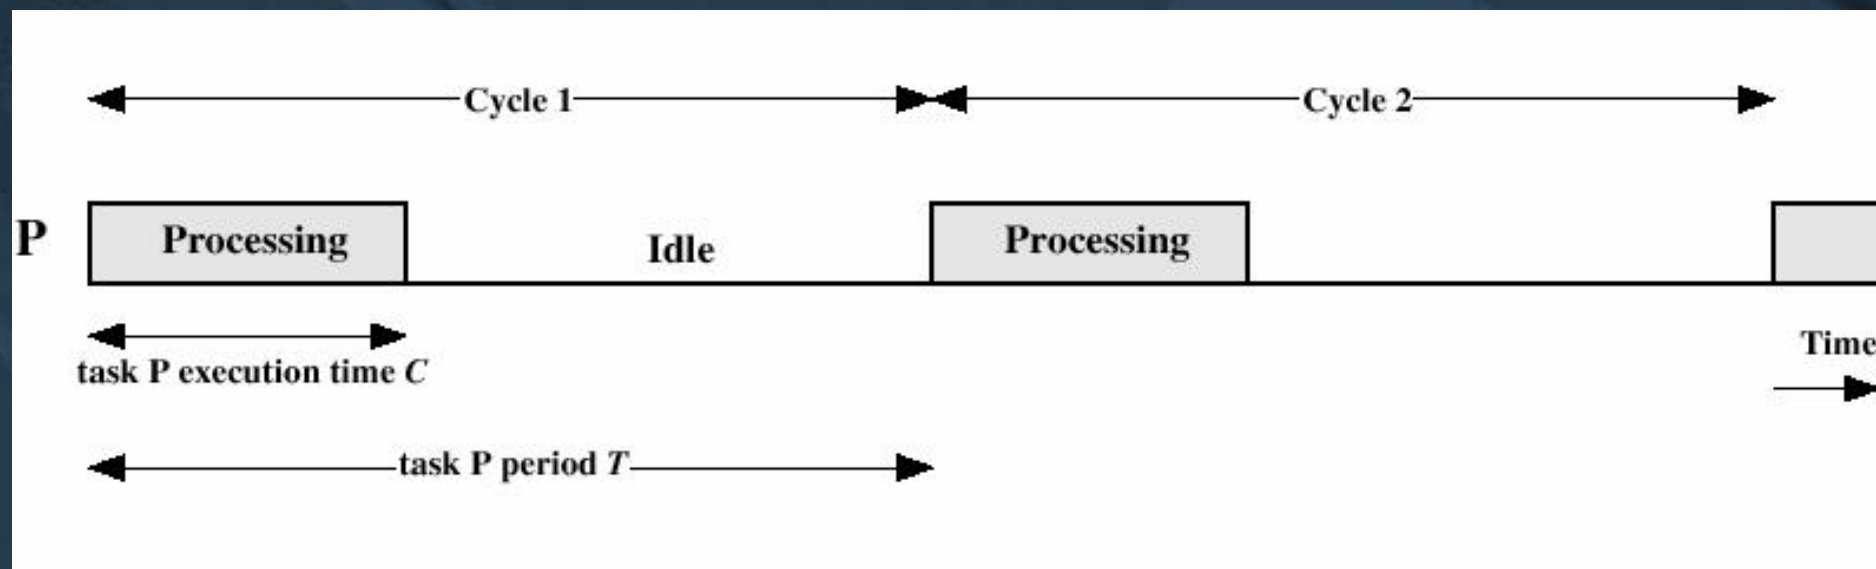 Cycle 1
Cycle 2
P
Processing
Idle
Processing
Time
task P execution time C
task P period T